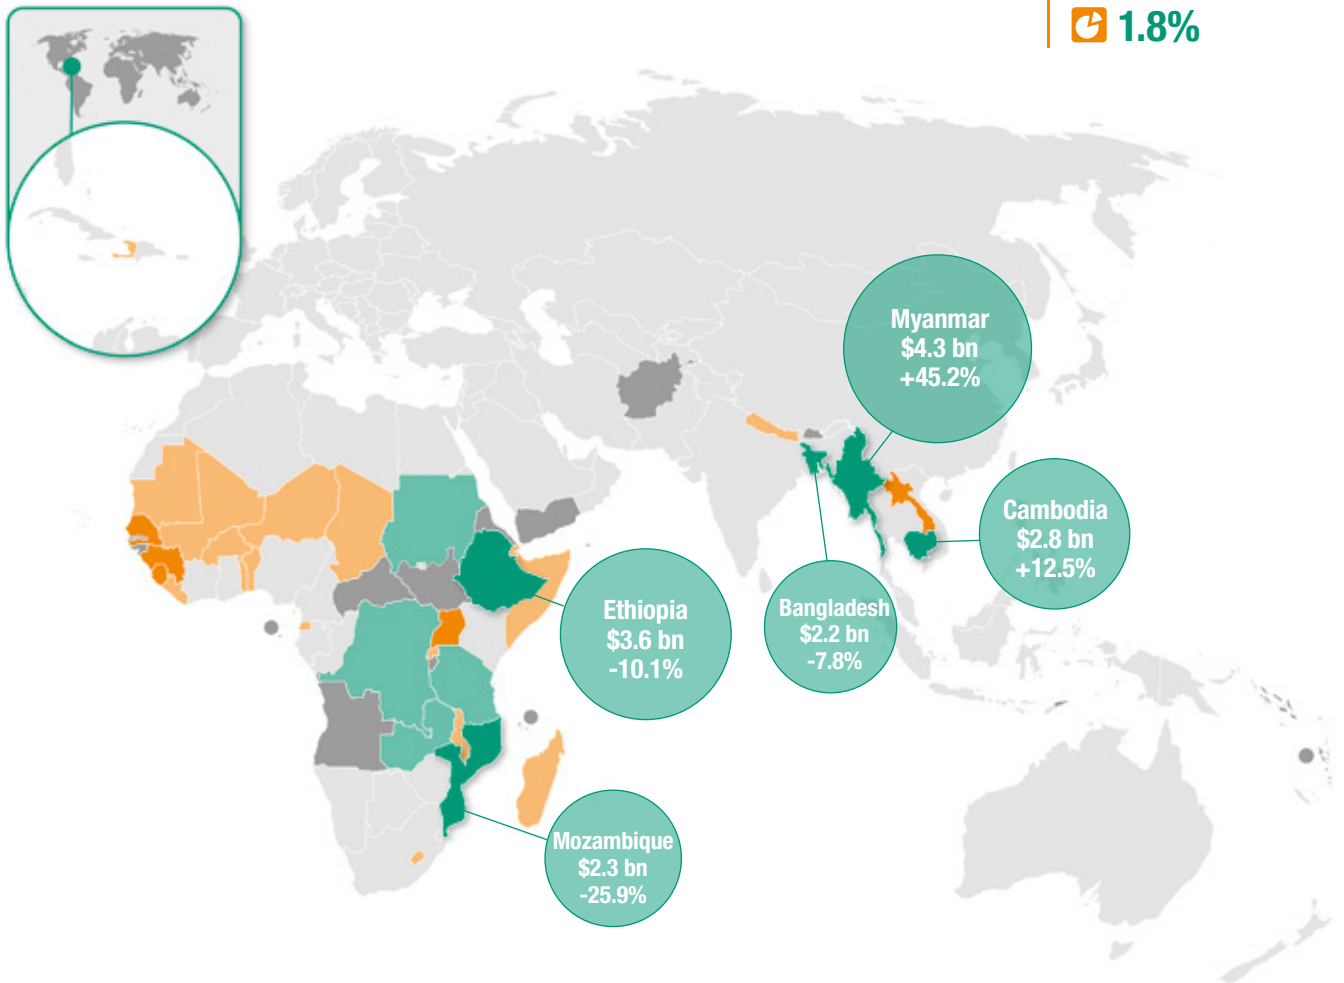 1.8%
Myanmar
$4.3 bn
+45.2%
Cambodia
$2.8 bn
+12.5%
Ethiopia
$3.6 bn
-10.1%
Bangladesh
$2.2 bn
-7.8%
Mozambique
$2.3 bn
-25.9%